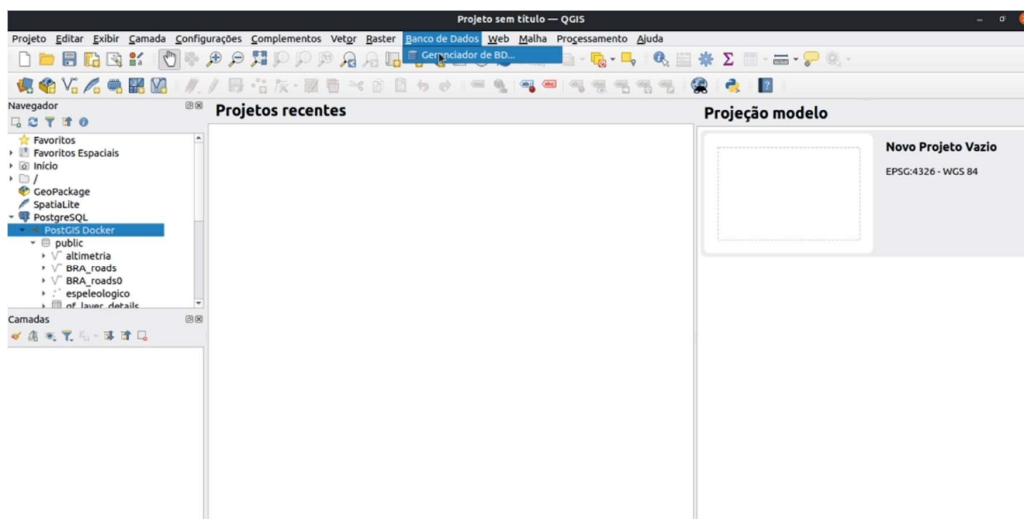 Projeto sem título — QGIS
Projeto Editar Exibir Camada Configurações Complementos Vetor Raster Banco de Dados Web Malha Processamento Ajuda
Gerenciador de BD...
Navegador
Favoritos
Favoritos Espaciais
Início
/
GeoPackage
SpatiaLite
PostgreSQL
PostGIS Docker
public
altimetria
BRA_roads
BRA_roads0
espeleologico
qf_layer_details
Camadas
Projetos recentes
Projeção modelo
Novo Projeto Vazio
EPSG:4326 - WGS 84